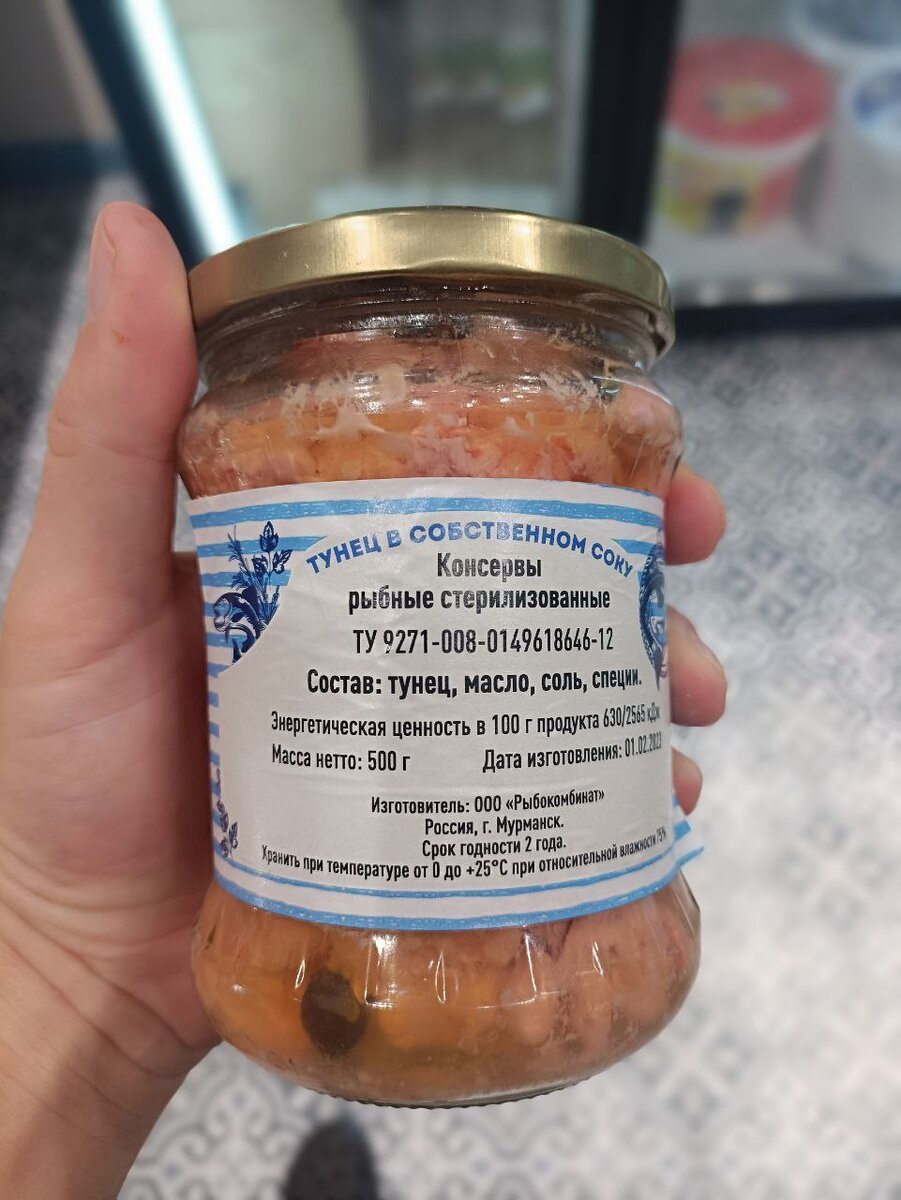 ТУНЕЦ В СОБСТВЕННОМ СОКУ
Консервы
рыбные стерилизованные
ТУ 9271-008-0149618646-12
Состав: тунец, масло, соль, специи.
Энергетическая ценность в 100 г продукта 630/2565 кДж
Масса нетто: 500 г Дата изготовления: 01.02.2023
Изготовитель: ООО «Рыбокомбинат»
Россия, г. Мурманск.
Срок годности 2 года.
Хранить при температуре от 0 до +25°С при относительной влажности 75%